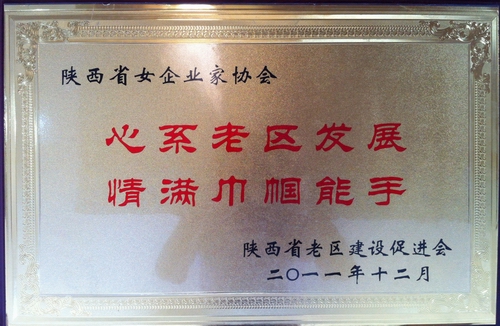 陕西省女企业家协会
心系老区发展
情满巾帼能手
陕西省老区建设促进会
二〇一一年十二月